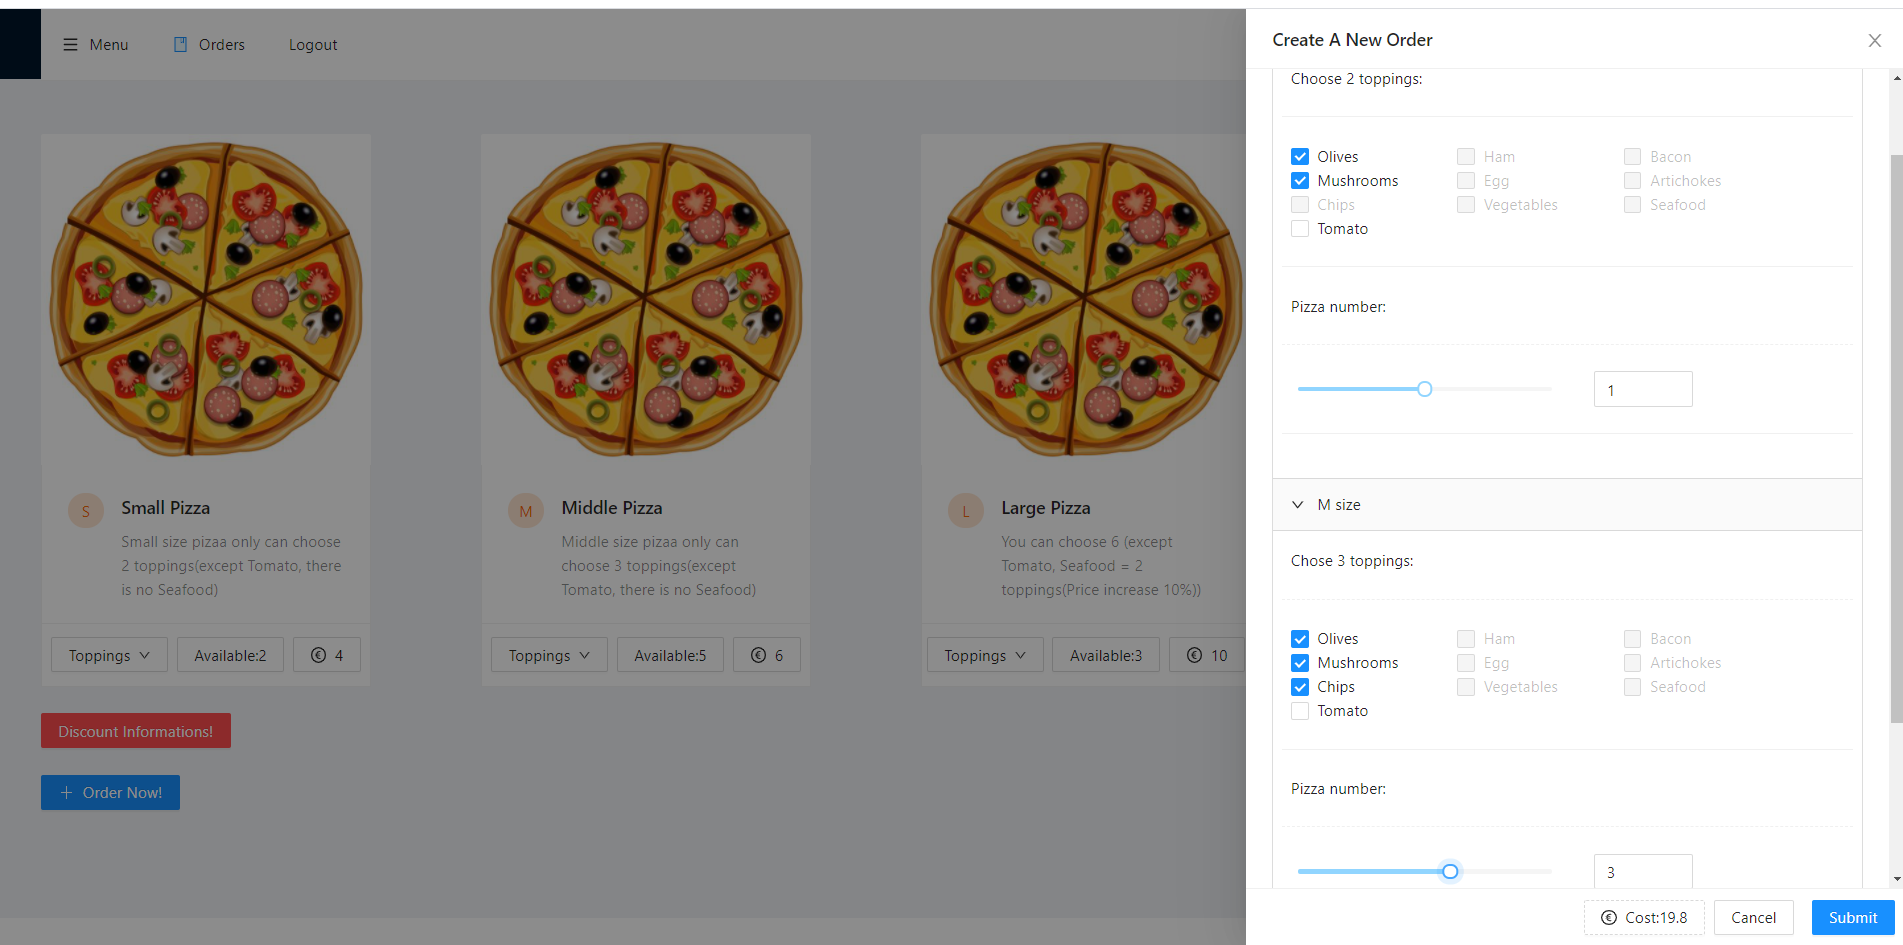 Menu
Orders
Logout
S
Small Pizza
Small size pizaa only can choose
2 toppings(except Tomato, there
is no Seafood)
Toppings
Available:2
€ 4
M
Middle Pizza
Middle size pizaa only can
choose 3 toppings(except
Tomato, there is no Seafood)
Toppings
Available:5
€ 6
L
Large Pizza
You can choose 6 (except
Tomato, Seafood = 2
toppings(Price increase 10%))
Toppings
Available:3
€ 10
Discount Informations!
+ Order Now!
Create A New Order
Choose 2 toppings:
Olives
Ham
Bacon
Mushrooms
Egg
Artichokes
Chips
Vegetables
Seafood
Tomato
Pizza number:
1
M size
Chose 3 toppings:
Olives
Ham
Bacon
Mushrooms
Egg
Artichokes
Chips
Vegetables
Seafood
Tomato
Pizza number:
3
€ Cost:19.8
Cancel
Submit